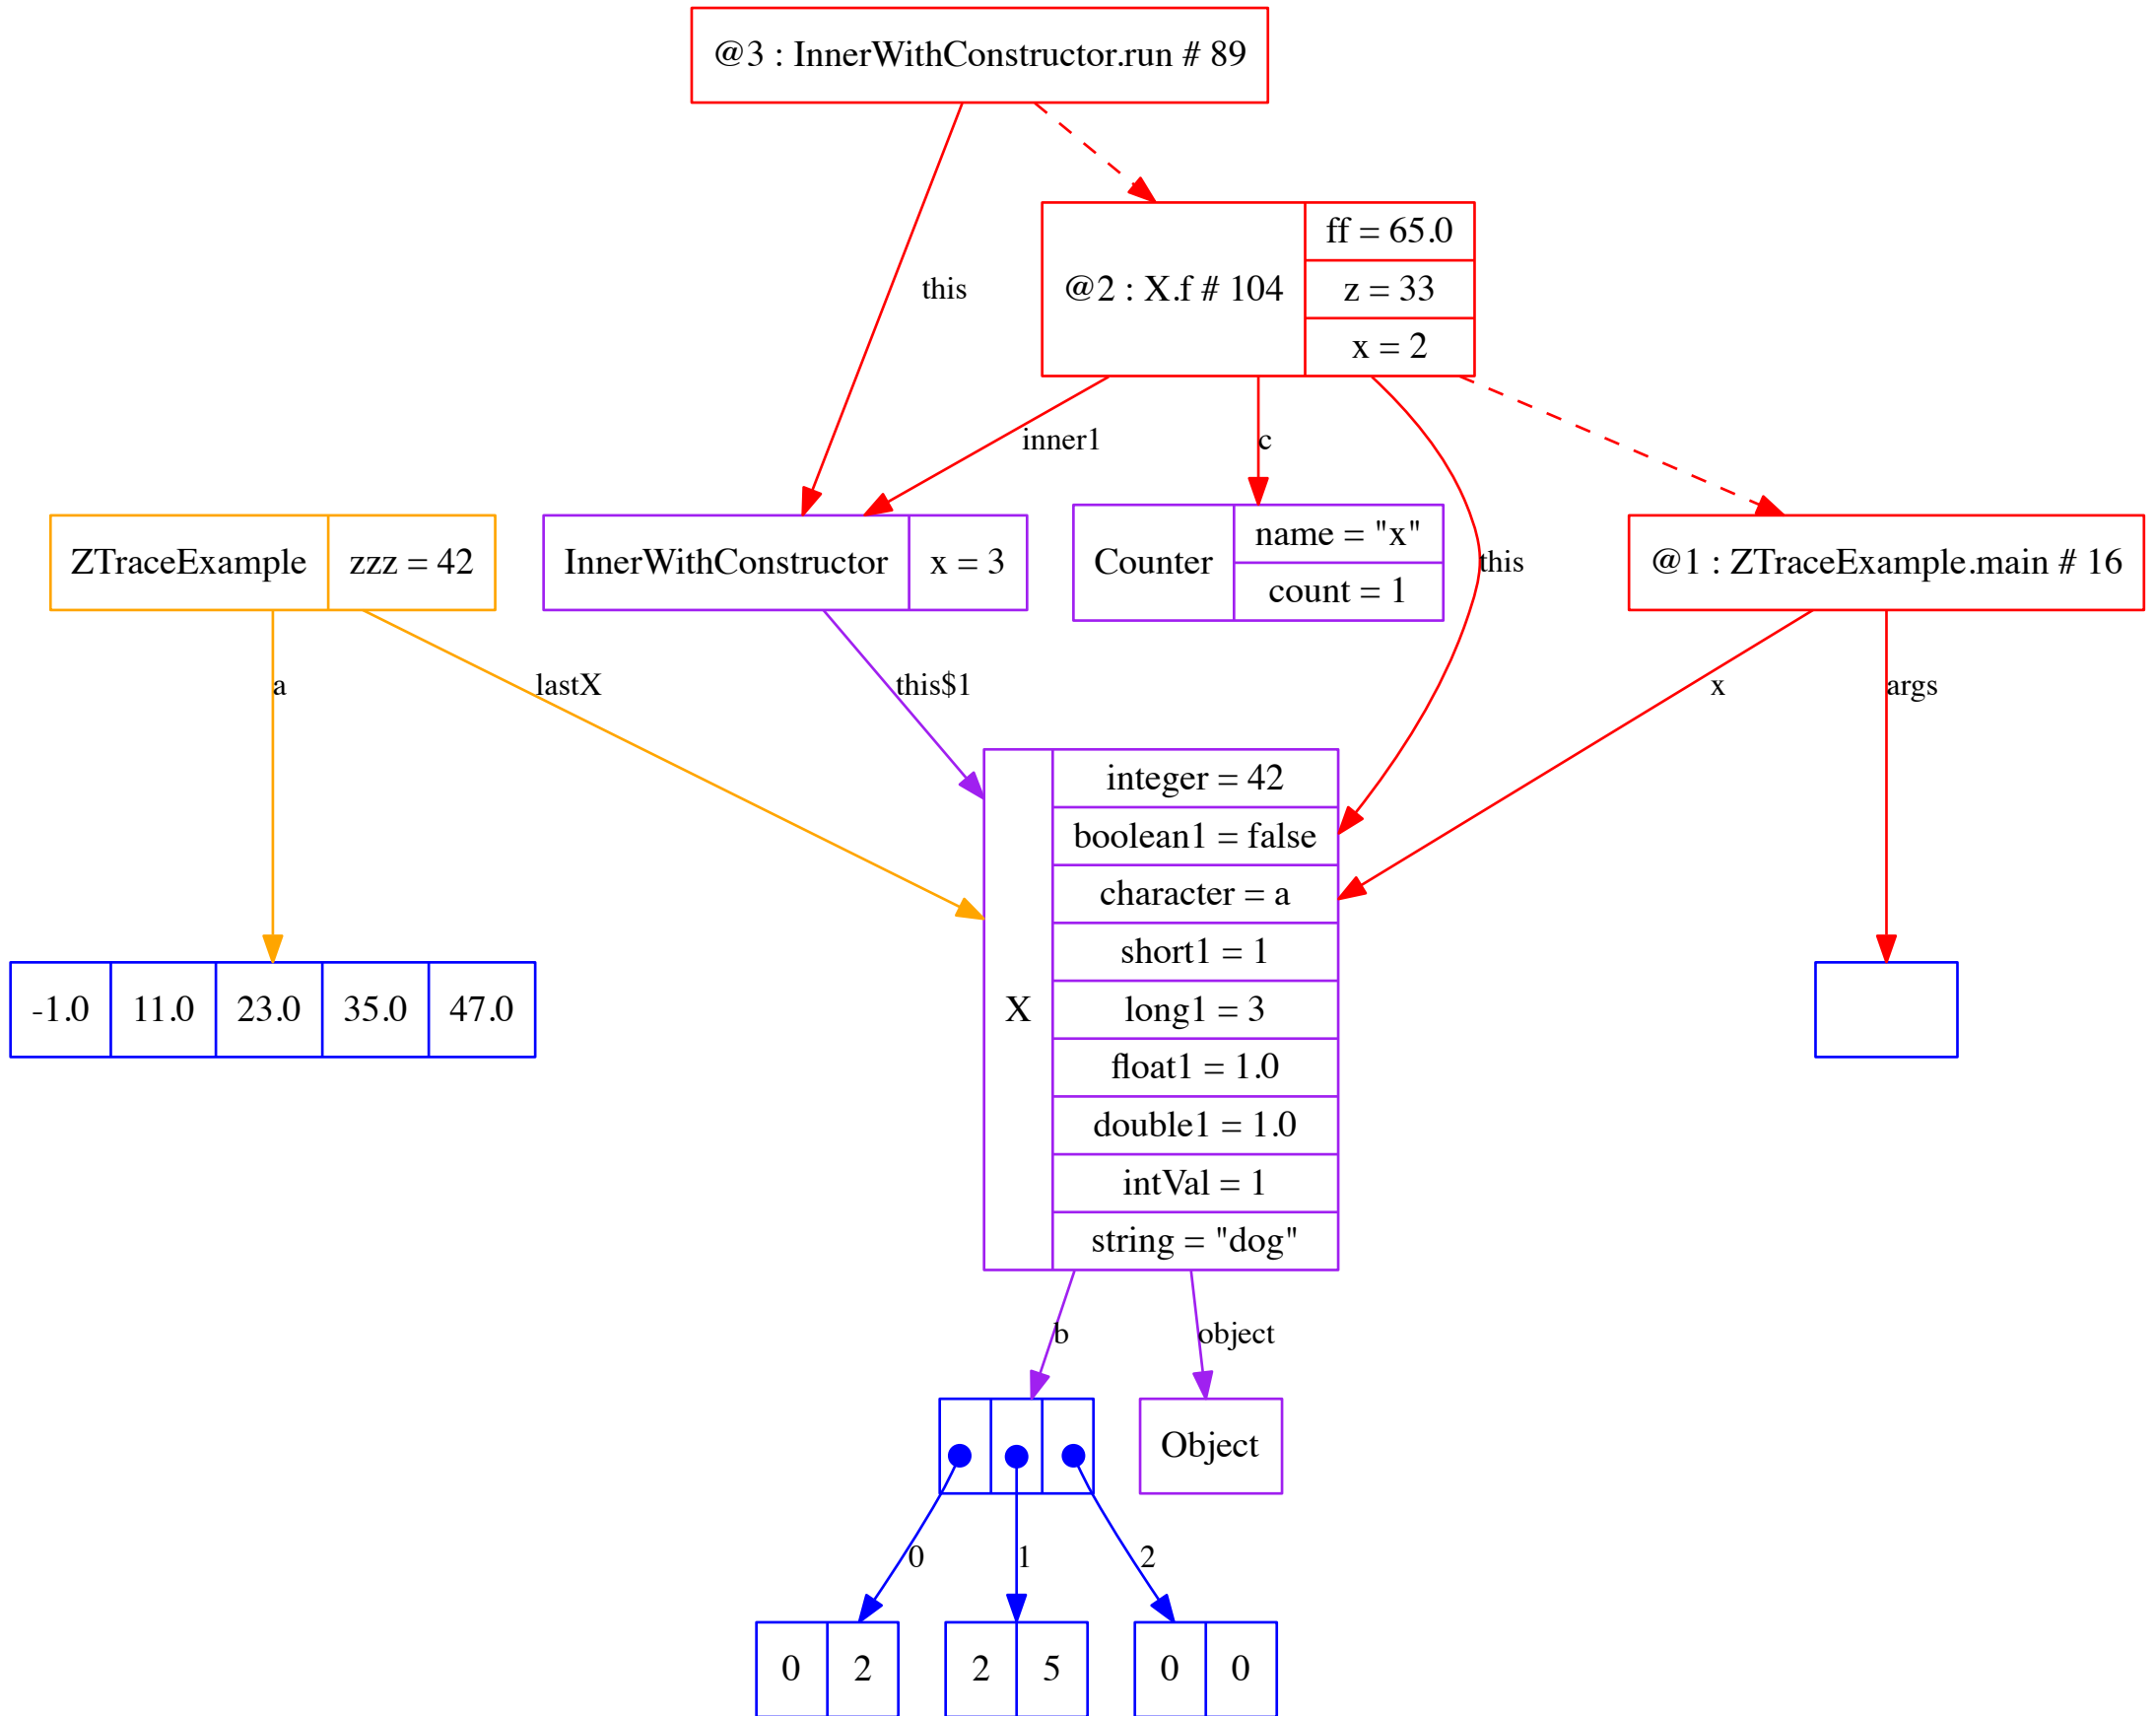 @3 : InnerWithConstructor.run # 89
@2 : X.f # 104
ff = 65.0
z = 33
x = 2
this
inner1
c
this
ZTraceExample
zzz = 42
InnerWithConstructor
x = 3
Counter
name = "x"
count = 1
@1 : ZTraceExample.main # 16
a
lastX
this$1
x
args
-1.0
11.0
23.0
35.0
47.0
X
integer = 42
boolean1 = false
character = a
short1 = 1
long1 = 3
float1 = 1.0
double1 = 1.0
intVal = 1
string = "dog"
b
object
Object
0
1
2
0
2
2
5
0
0